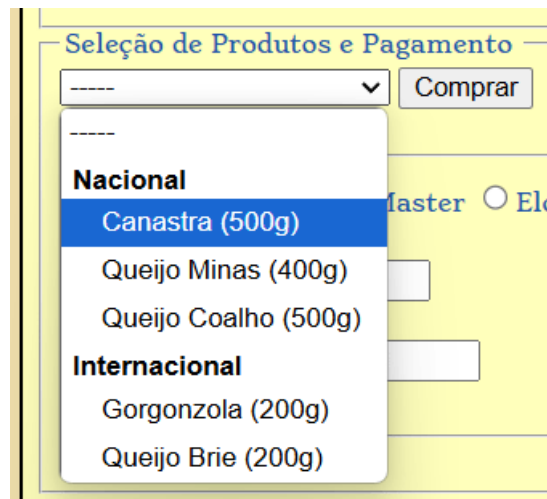 Seleção de Produtos e Pagamento
----- Comprar
-----
Nacional
Canastra (500g)
Queijo Minas (400g)
Queijo Coalho (500g)
Internacional
Gorgonzola (200g)
Queijo Brie (200g)